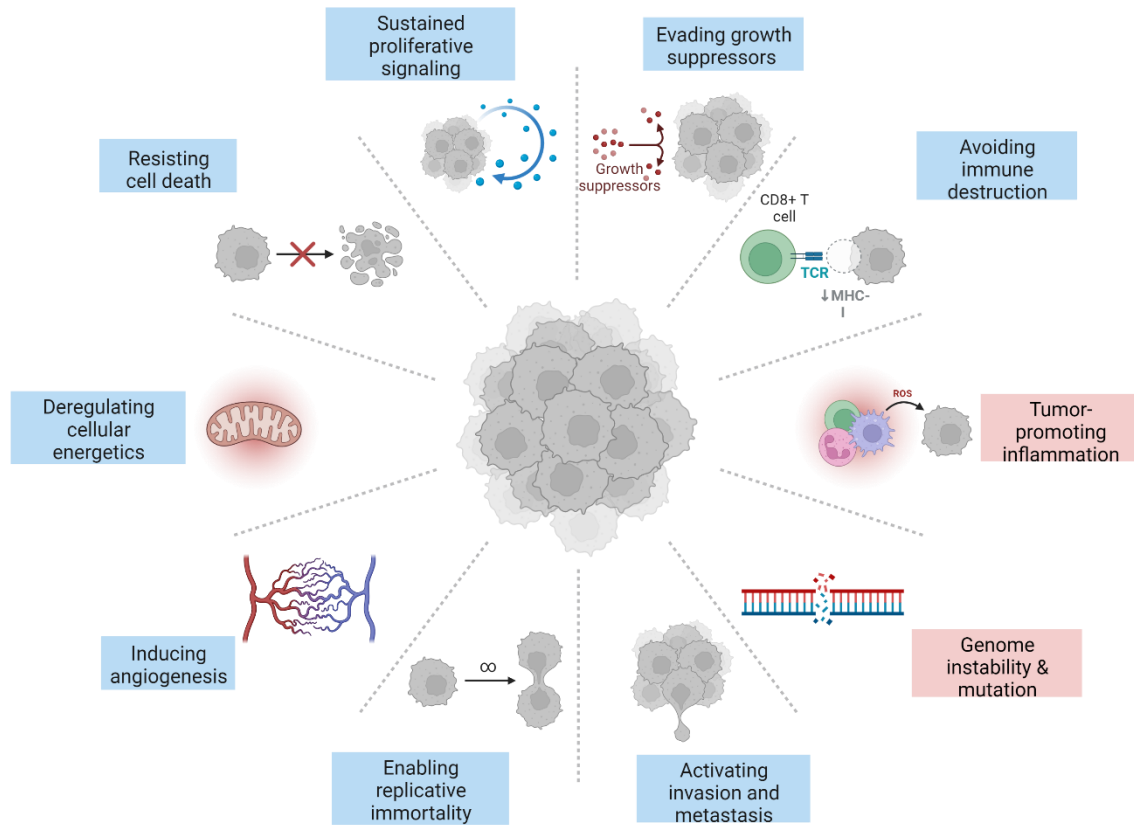 Sustained
proliferative
signaling
Evading growth
suppressors
Growth
suppressors
Avoiding
immune
destruction
CD8+ T
cell
TCR
↓MHC-
I
Resisting
cell death
Deregulating
cellular
energetics
ROS
Tumor-
promoting
inflammation
Inducing
angiogenesis
Genome
instability &
mutation
∞
Enabling
replicative
immortality
Activating
invasion and
metastasis